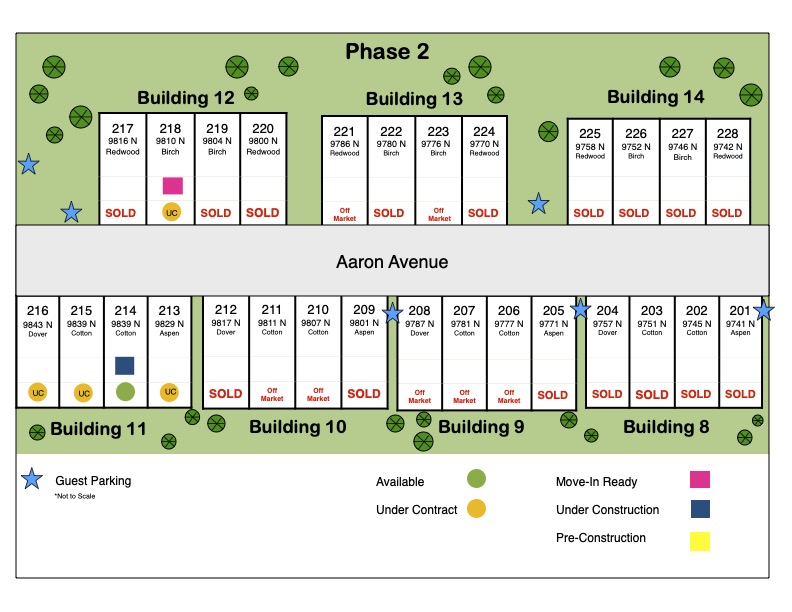 Phase 2
Building 12
Building 13
Building 14
217
9816 N
Redwood
SOLD
218
9810 N
Birch
UC
219
9804 N
Birch
SOLD
220
9800 N
Redwood
SOLD
221
9786 N
Redwood
Off
Market
222
9780 N
Birch
SOLD
223
9776 N
Birch
Off
Market
224
9770 N
Redwood
SOLD
225
9758 N
Redwood
SOLD
226
9752 N
Birch
SOLD
227
9746 N
Birch
SOLD
228
9742 N
Redwood
SOLD
Aaron Avenue
216
9843 N
Dover
UC
215
9839 N
Cotton
UC
214
9839 N
Cotton
213
9829 N
Aspen
UC
212
9817 N
Dover
SOLD
211
9811 N
Cotton
Off
Market
210
9807 N
Cotton
Off
Market
209
9801 N
Aspen
SOLD
208
9787 N
Dover
Off
Market
207
9781 N
Cotton
Off
Market
206
9777 N
Cotton
Off
Market
205
9771 N
Aspen
SOLD
204
9757 N
Dover
SOLD
203
9751 N
Cotton
SOLD
202
9745 N
Cotton
SOLD
201
9741 N
Aspen
SOLD
Building 11
Building 10
Building 9
Building 8
Guest Parking
*Not to Scale
Available
Under Contract
Move-In Ready
Under Construction
Pre-Construction